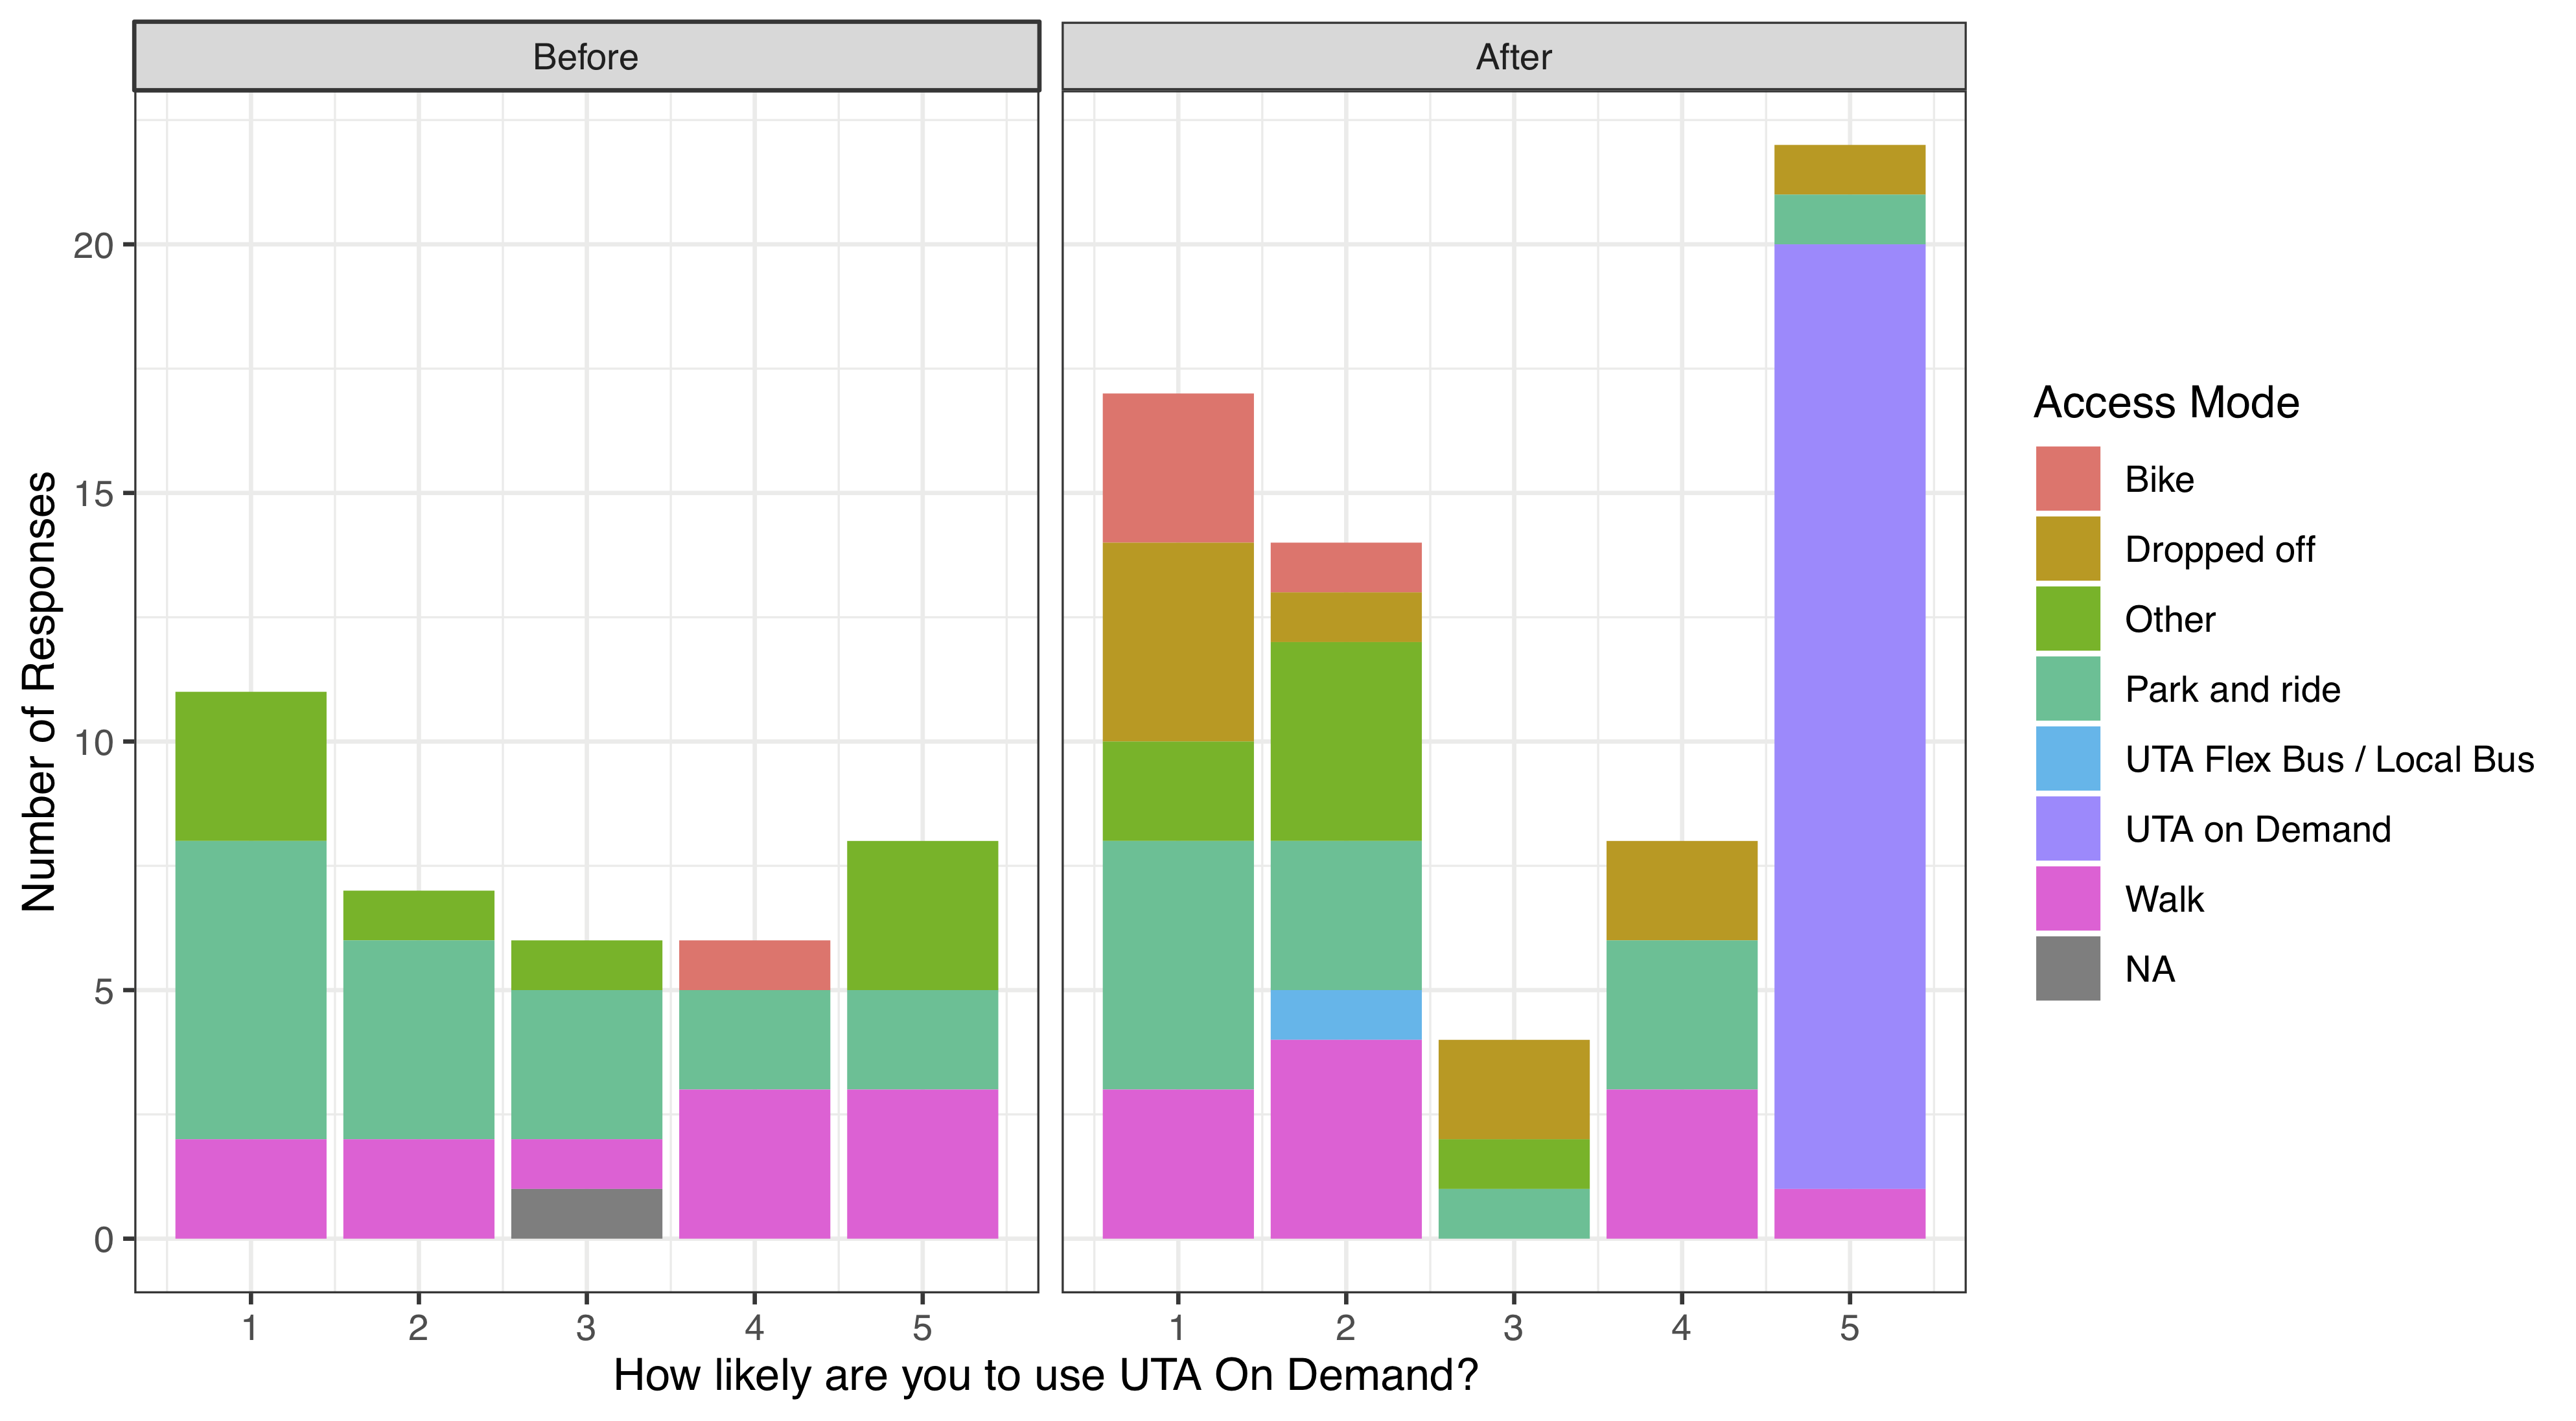 Before
After
Number of Responses
20
15
10
5
0
1 2 3 4 5
1 2 3 4 5
How likely are you to use UTA On Demand?
Access Mode
Bike
Dropped off
Other
Park and ride
UTA Flex Bus / Local Bus
UTA on Demand
Walk
NA